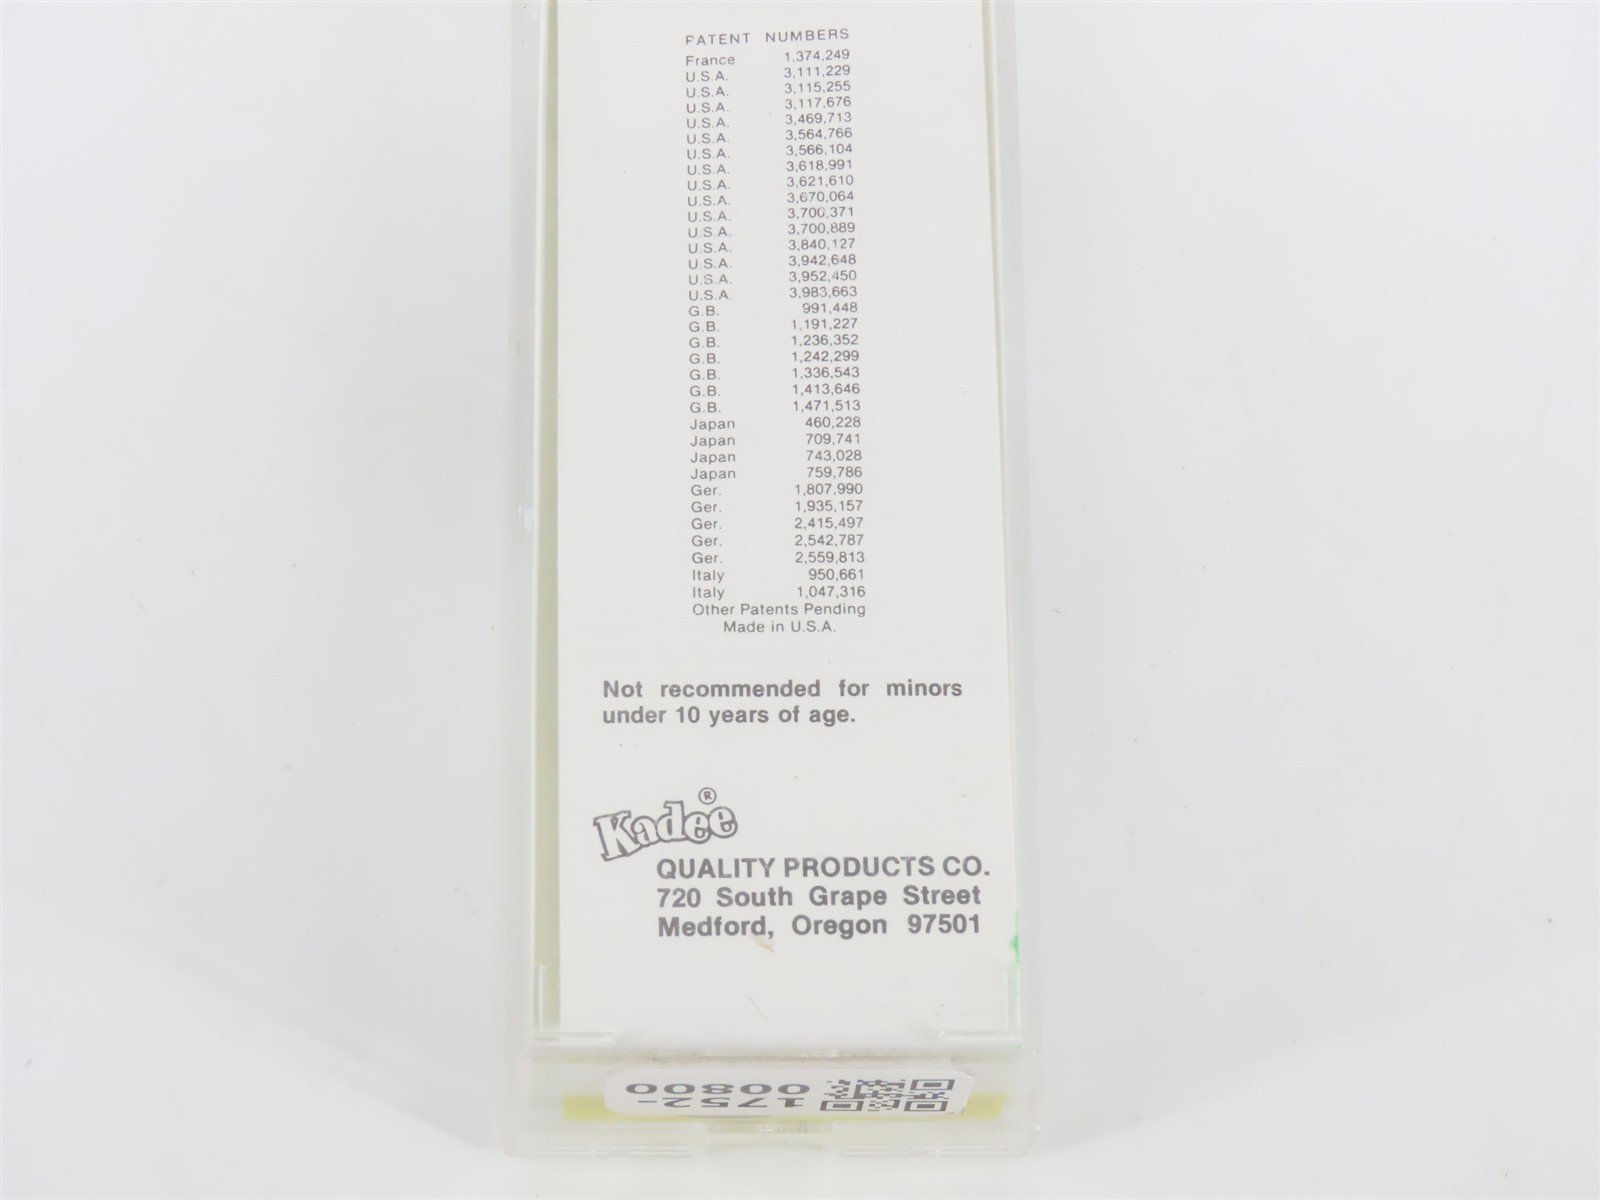 PATENT NUMBERS
France 1,374,249
U.S.A. 3,111,229
U.S.A. 3,115,255
U.S.A. 3,117,676
U.S.A. 3,469,713
U.S.A. 3,564,766
U.S.A. 3,566,104
U.S.A. 3,618,991
U.S.A. 3,621,610
U.S.A. 3,670,064
U.S.A. 3,700,371
U.S.A. 3,700,889
U.S.A. 3,840,127
U.S.A. 3,942,648
U.S.A. 3,952,450
U.S.A. 3,983,663
G.B. 991,448
G.B. 1,191,227
G.B. 1,236,352
G.B. 1,242,299
G.B. 1,336,543
G.B. 1,413,646
G.B. 1,471,513
Japan 460,228
Japan 709,741
Japan 743,028
Japan 759,786
Ger. 1,807,990
Ger. 1,935,157
Ger. 2,415,497
Ger. 2,542,787
Ger. 2,559,813
Italy 950,661
Italy 1,047,316
Other Patents Pending
Made in U.S.A.
Not recommended for minors
under 10 years of age.
Kadee®
QUALITY PRODUCTS CO.
720 South Grape Street
Medford, Oregon 97501
1752-
00800